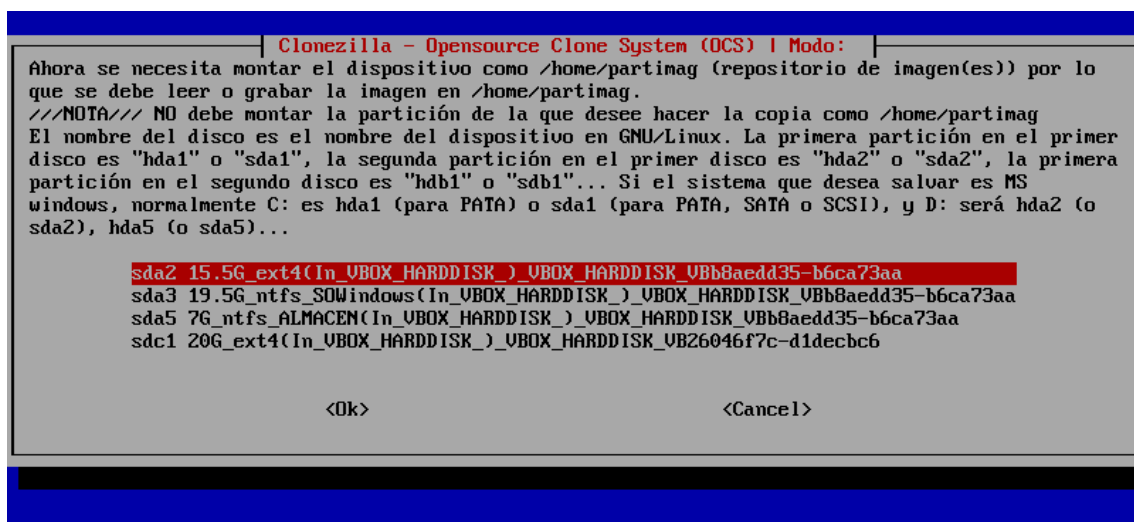 Clonezilla - Opensource Clone System (OCS) | Modo:
Ahora se necesita montar el dispositivo como /home/partimag (repositorio de imagen(es)) por lo
que se debe leer o grabar la imagen en /home/partimag.
///NOTA/// NO debe montar la partición de la que desee hacer la copia como /home/partimag
El nombre del disco es el nombre del dispositivo en GNU/Linux. La primera partición en el primer
disco es "hda1" o "sda1", la segunda partición en el primer disco es "hda2" o "sda2", la primera
partición en el segundo disco es "hdb1" o "sdb1"... Si el sistema que desea salvar es MS
windows, normalmente C: es hda1 (para PATA) o sda1 (para PATA, SATA o SCSI), y D: será hda2 (o
sda2), hda5 (o sda5)...
sda2 15.5G_ext4(In_VBOX_HARDDISK_)_VBOX_HARDDISK_VBb8aedd35-b6ca73aa
sda3 19.5G_ntfs_SOWindows(In_VBOX_HARDDISK_)_VBOX_HARDDISK_VBb8aedd35-b6ca73aa
sda5 7G_ntfs_ALMACEN(In_VBOX_HARDDISK_)_VBOX_HARDDISK_VBb8aedd35-b6ca73aa
sdc1 20G_ext4(In_VBOX_HARDDISK_)_VBOX_HARDDISK_VB26046f7c-d1decbc6
<Ok> <Cancel>